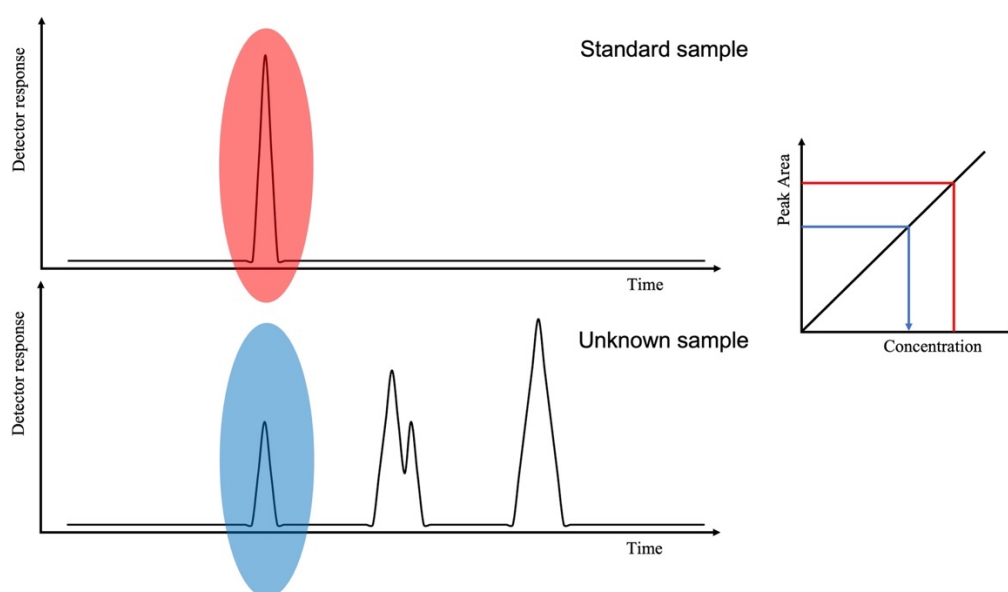 Standard sample
Detector response
Time
Unknown sample
Detector response
Time
Peak Area
Concentration